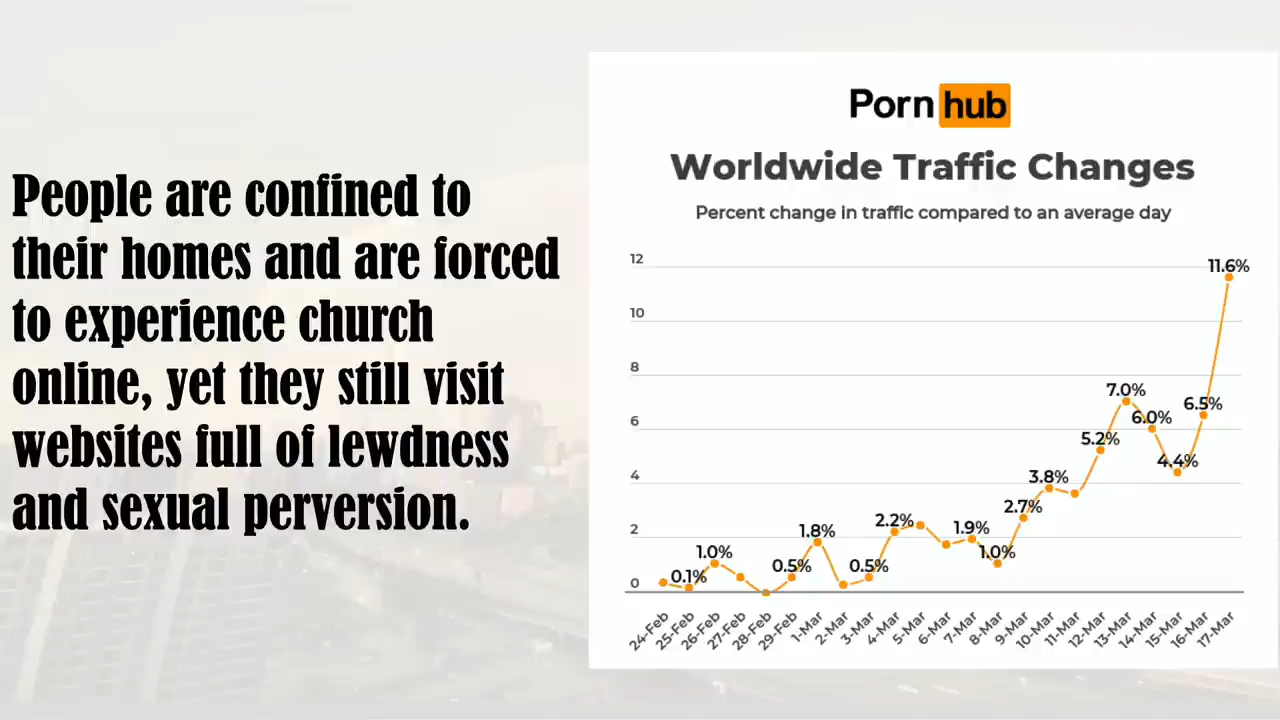 People are confined to
their homes and are forced
to experience church
online, yet they still visit
websites full of lewdness
and sexual perversion.
Porn hub
Worldwide Traffic Changes
Percent change in traffic compared to an average day
12
10
8
6
4
2
0
0.1%
1.0%
0.5%
1.8%
0.5%
2.2%
1.9%
1.0%
2.7%
3.8%
5.2%
7.0%
6.0%
4.4%
6.5%
11.6%
24-Feb
25-Feb
26-Feb
27-Feb
28-Feb
29-Feb
1-Mar
2-Mar
3-Mar
4-Mar
5-Mar
6-Mar
7-Mar
8-Mar
9-Mar
10-Mar
11-Mar
12-Mar
13-Mar
14-Mar
15-Mar
16-Mar
17-Mar